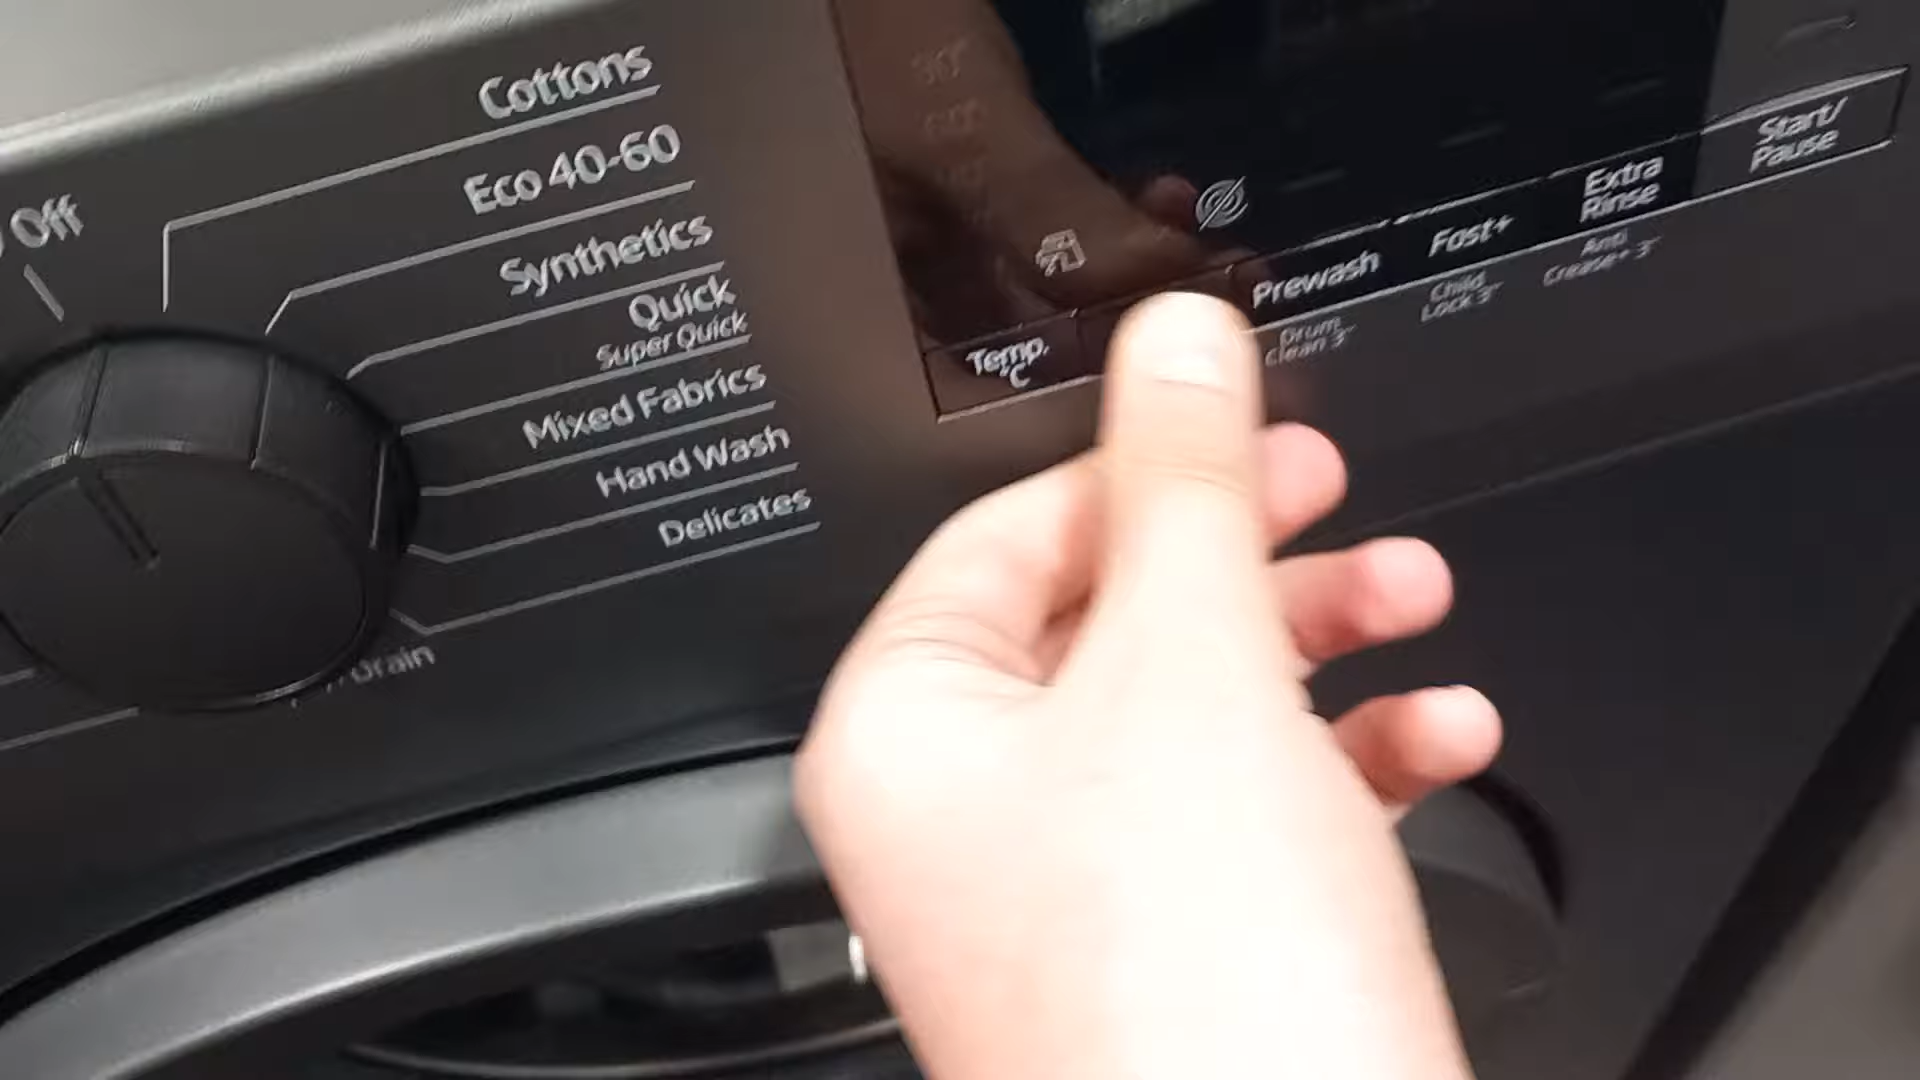 Off
Cottons
Eco 40-60
Synthetics
Quick
Super Quick
Mixed Fabrics
Hand Wash
Delicates
Drain
Temp.
°C
Prewash
Drum
Clean 3"
Fast+
Child
Lock 3"
Extra
Rinse
Anti
Crease+ 3"
Start/
Pause